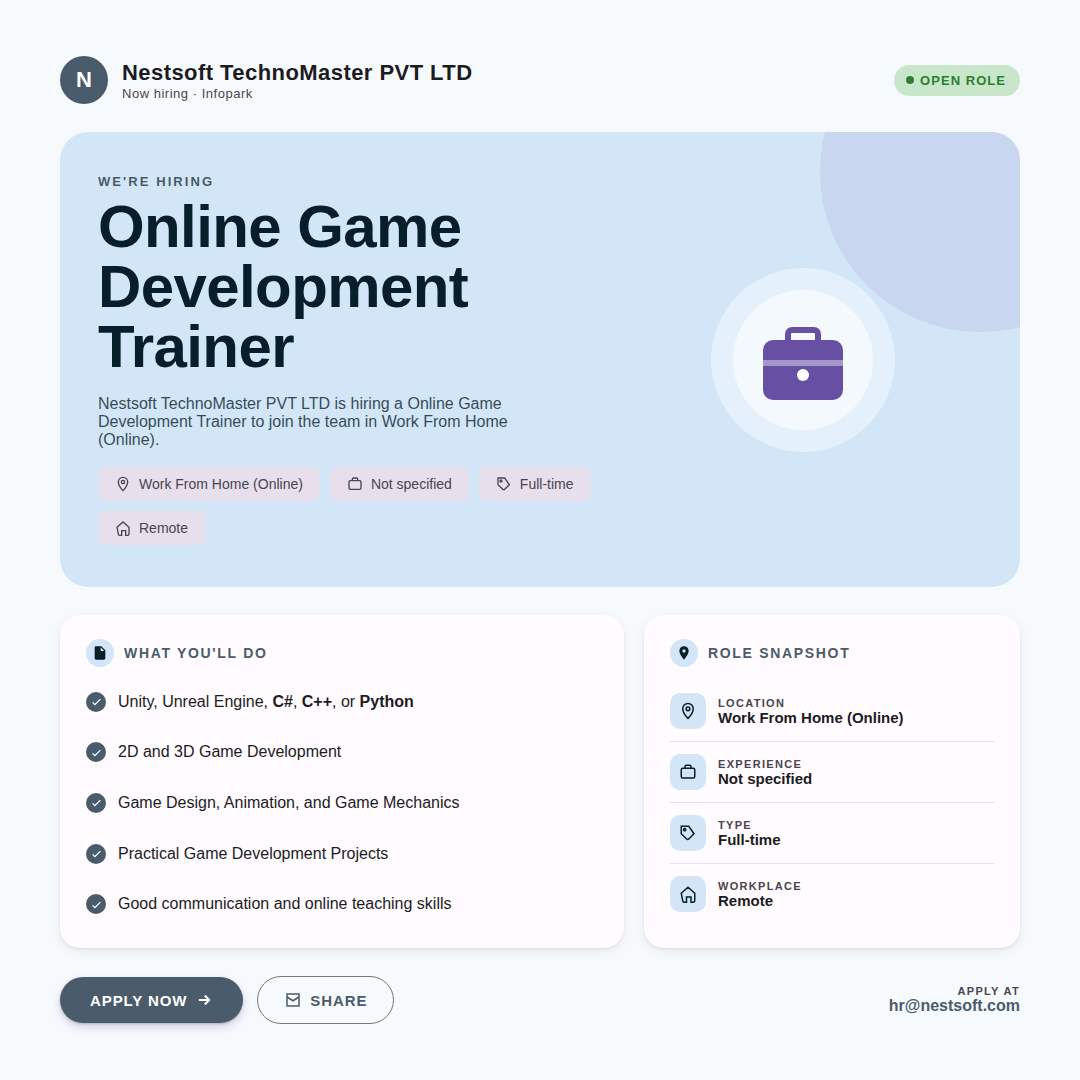 N
Nestsoft TechnoMaster PVT LTD
Now hiring · Infopark
OPEN ROLE
WE'RE HIRING
Online Game
Development
Trainer
Nestsoft TechnoMaster PVT LTD is hiring a Online Game
Development Trainer to join the team in Work From Home
(Online).
Work From Home (Online)
Not specified
Full-time
Remote
WHAT YOU'LL DO
Unity, Unreal Engine, C#, C++, or Python
2D and 3D Game Development
Game Design, Animation, and Game Mechanics
Practical Game Development Projects
Good communication and online teaching skills
ROLE SNAPSHOT
LOCATION
Work From Home (Online)
EXPERIENCE
Not specified
TYPE
Full-time
WORKPLACE
Remote
APPLY NOW
SHARE
APPLY AT
hr@nestsoft.com